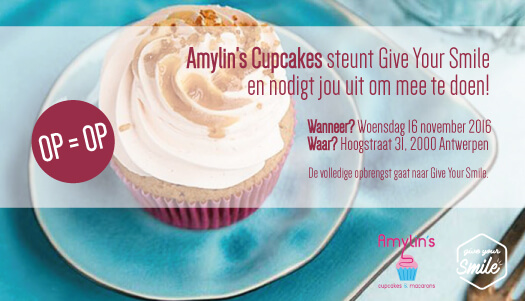 Amylin's Cupcakes steunt Give Your Smile
en nodigt jou uit om mee te doen!
OP = OP
Wanneer? Woensdag 16 november 2016
Waar? Hoogstraat 31, 2000 Antwerpen
De volledige opbrengst gaat naar Give Your Smile.
Amylin's
cupcakes & macarons
give your
Smile